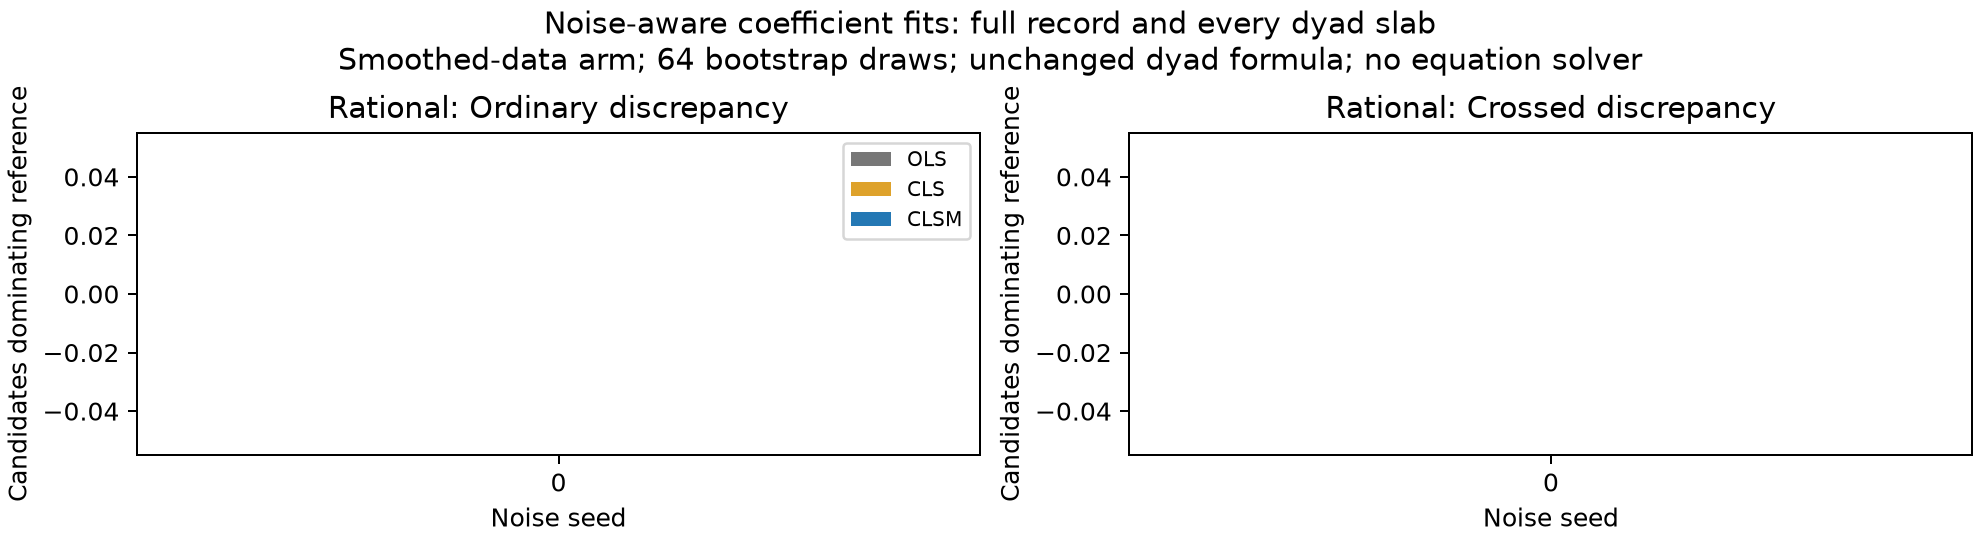 Noise-aware coefficient fits: full record and every dyad slab
Smoothed-data arm; 64 bootstrap draws; unchanged dyad formula; no equation solver
Rational: Ordinary discrepancy
Candidates dominating reference
0.04
0.02
0.00
−0.02
−0.04
OLS
CLS
CLSM
0
Noise seed
Rational: Crossed discrepancy
Candidates dominating reference
0.04
0.02
0.00
−0.02
−0.04
0
Noise seed